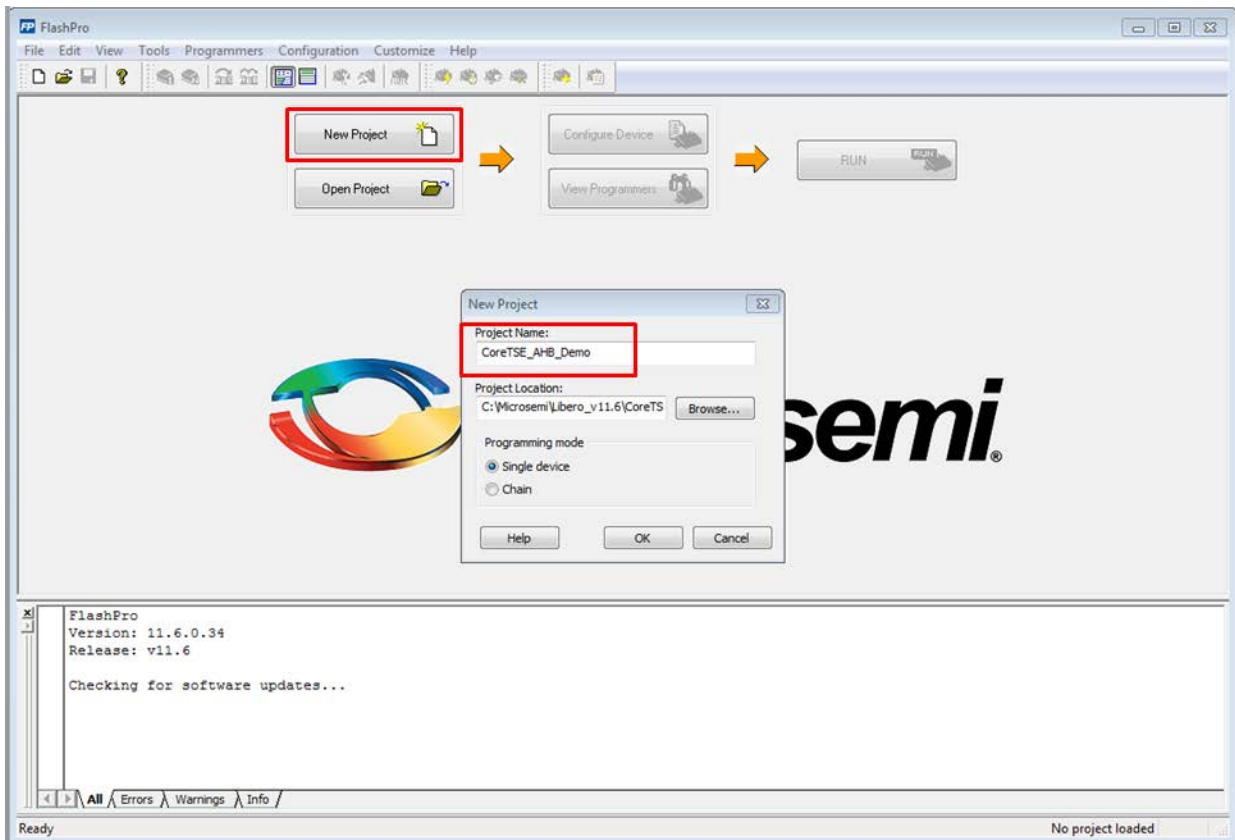 FP FlashPro
File Edit View Tools Programmers Configuration Customize Help
New Project
Configure Device
RUN
RUN
Open Project
View Programmers
New Project
Project Name:
CoreTSE_AHB_Demo
Project Location:
C:\Microsemi\Libero_v11.6\CoreTS
Browse...
semi®
Programming mode
Single device
Chain
Help OK Cancel
FlashPro
Version: 11.6.0.34
Release: v11.6
Checking for software updates...
All Errors Warnings Info
Ready No project loaded